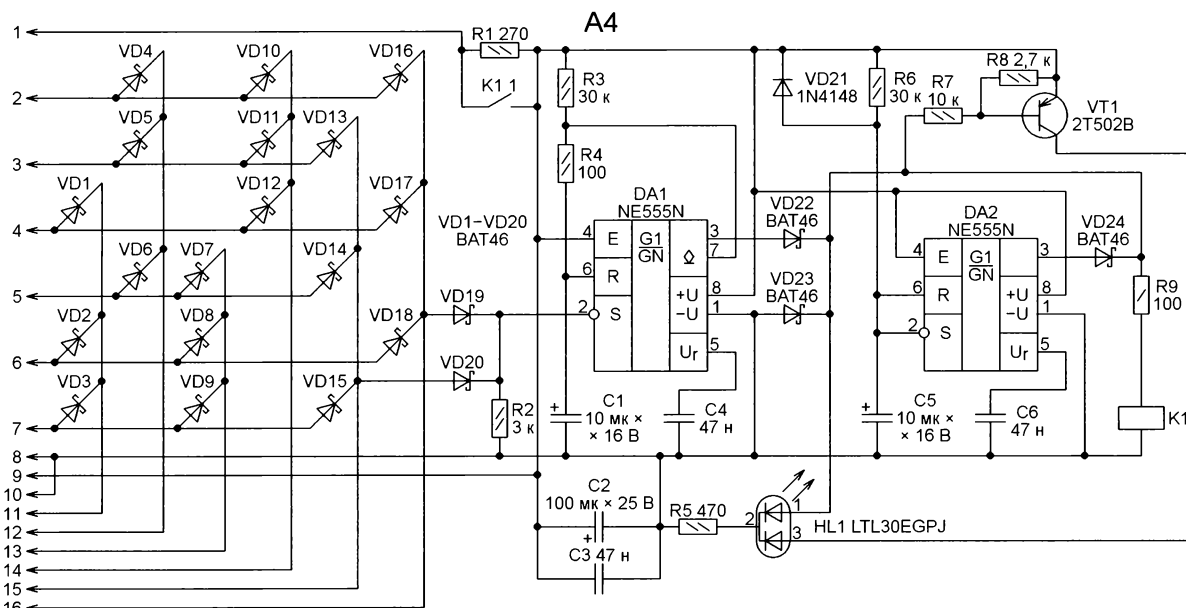 A4
1
R1 270
VD4
VD10
VD16
K1.1
R3
30 к
VD21
1N4148
R6
30 к
R7
10 к
R8 2,7 к
VT1
2Т502В
2
VD5
VD11
VD13
R4
100
3
VD1
VD12
VD17
DA1
NE555N
VD22
BAT46
DA2
NE555N
VD24
BAT46
4
VD1–VD20
BAT46
4
E
G1
GN
3
7
4
E
G1
GN
3
VD6
VD7
VD14
6
R
VD23
BAT46
6
R
R9
100
5
VD19
8
+U
–U
1
8
+U
–U
1
VD2
VD8
VD18
2
S
2
S
6
VD20
Ur
5
Ur
5
VD3
VD9
VD15
R2
3 к
C1
10 мк ×
× 16 В
C4
47 н
C5
10 мк ×
× 16 В
C6
47 н
K1
7
8
9
10
11
12
13
14
15
16
C2
100 мк × 25 В
C3 47 н
R5 470
2
1
3
HL1 LTL30EGPJ